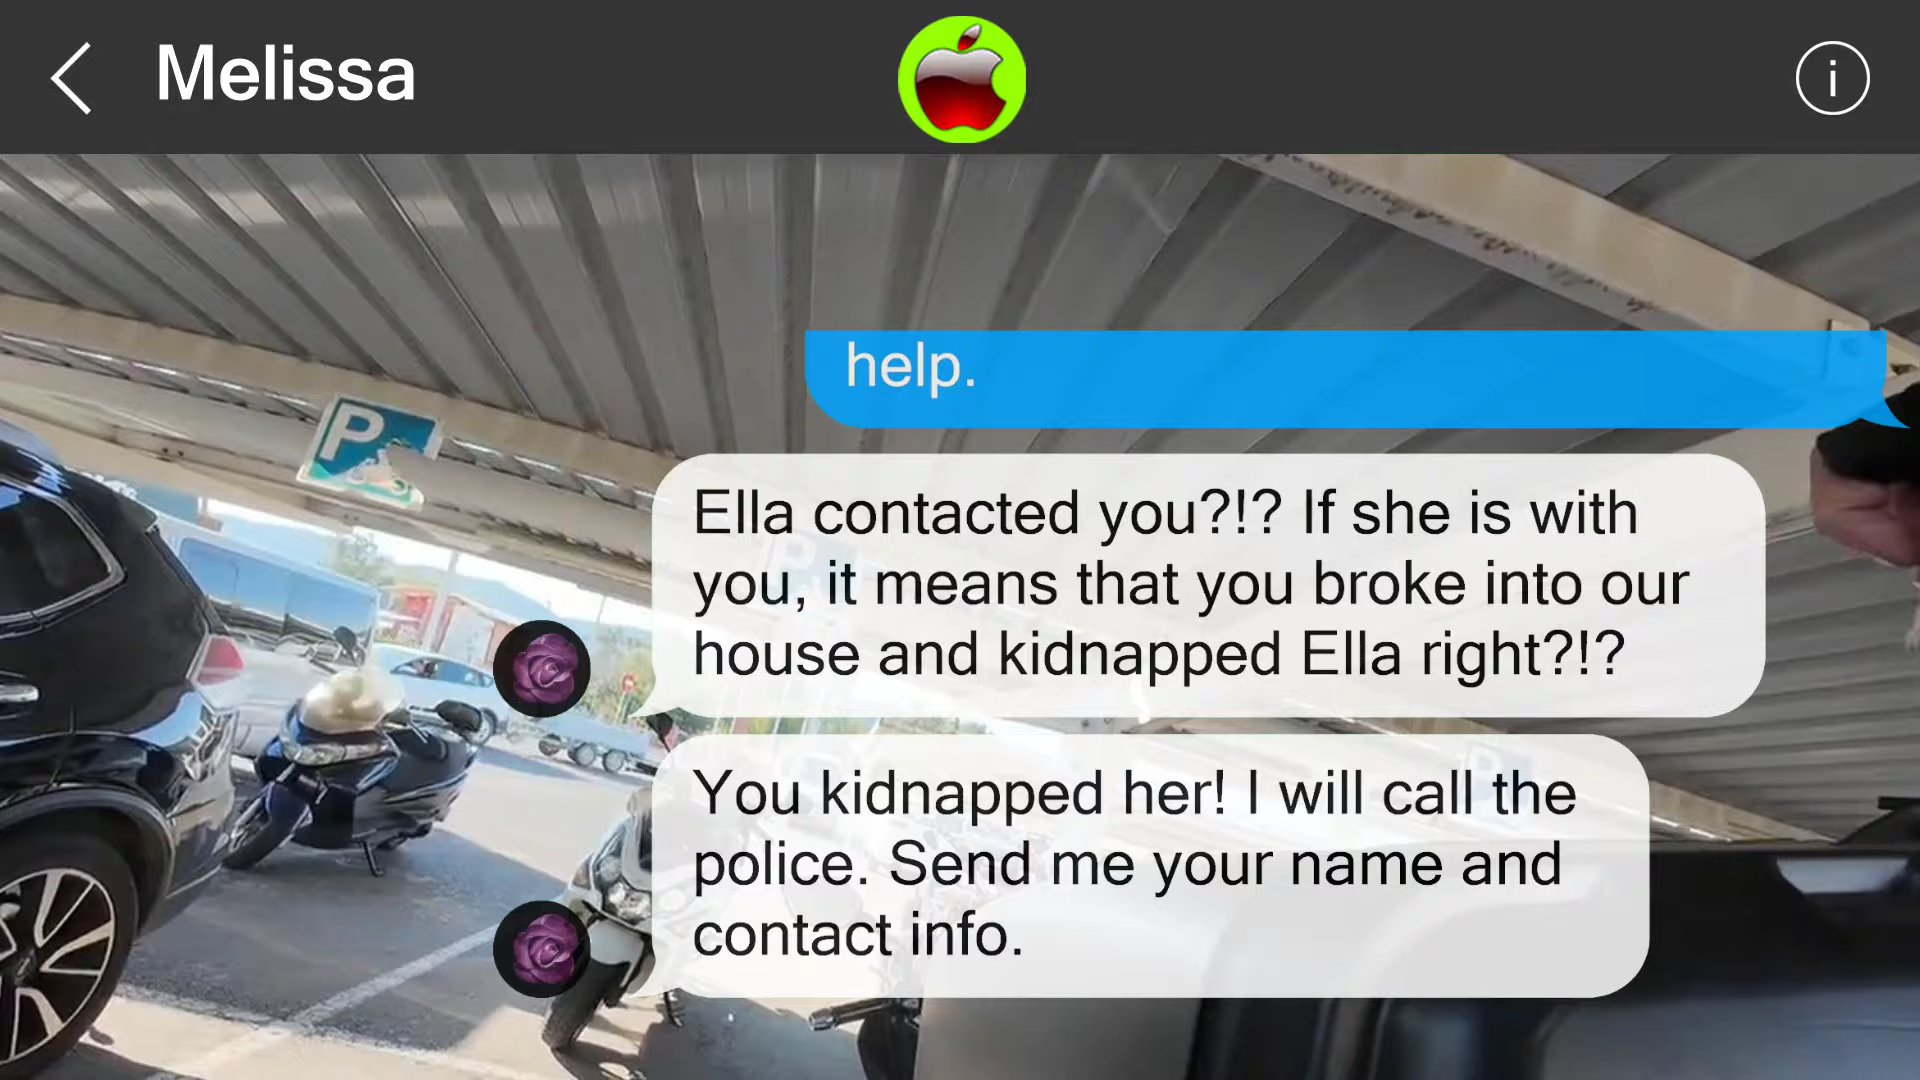 Melissa
i
help.
P
Ella contacted you?!? If she is with
you, it means that you broke into our
house and kidnapped Ella right?!?
You kidnapped her! I will call the
police. Send me your name and
contact info.